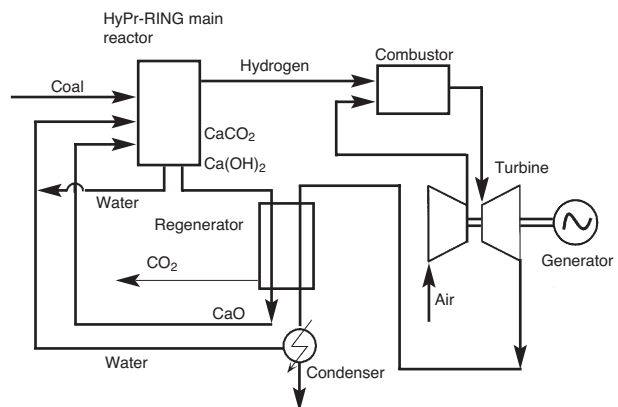 HyPr-RING main
reactor
Combustor
Hydrogen
Coal
CaCO₂
Ca(OH)₂
Turbine
Water
Regenerator
CO₂
Generator
Air
CaO
Water
Condenser